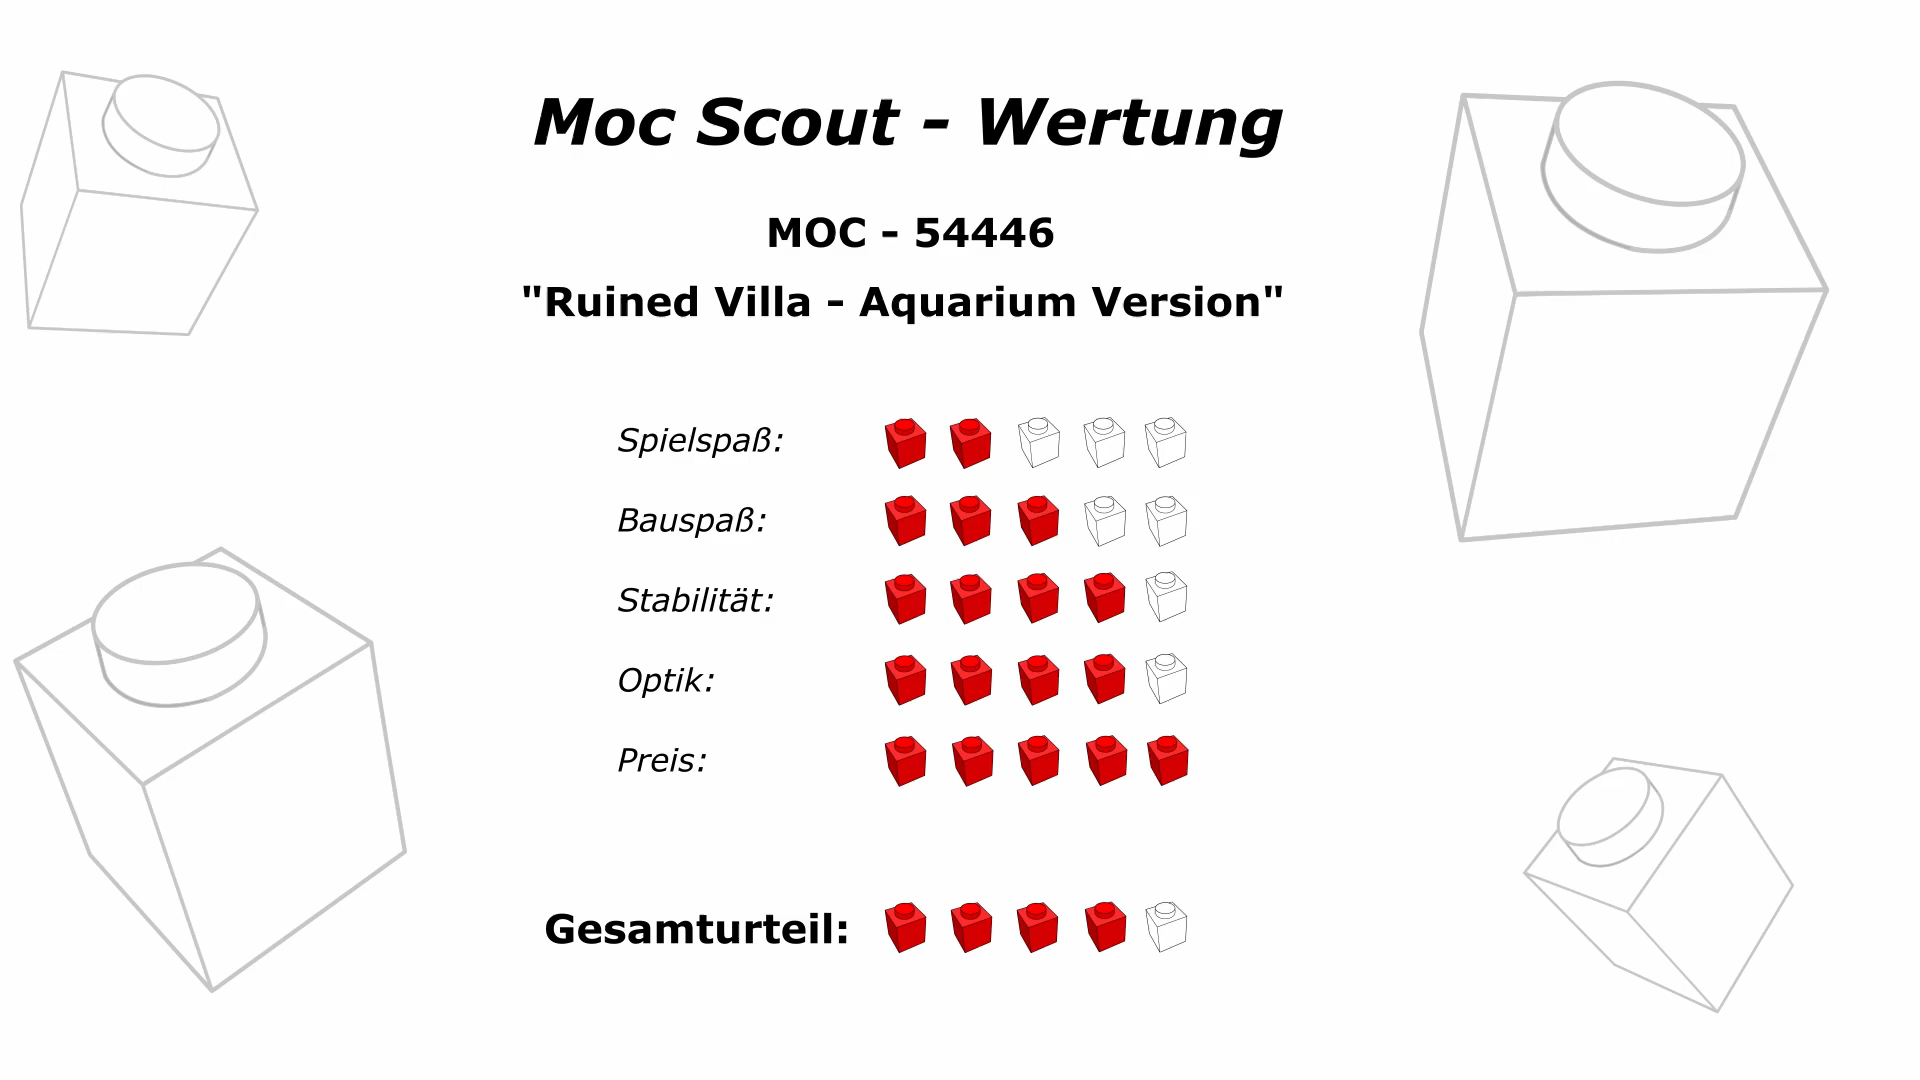 Moc Scout - Wertung
MOC - 54446
"Ruined Villa - Aquarium Version"
Spielspaß:
Bauspaß:
Stabilität:
Optik:
Preis:
Gesamturteil: